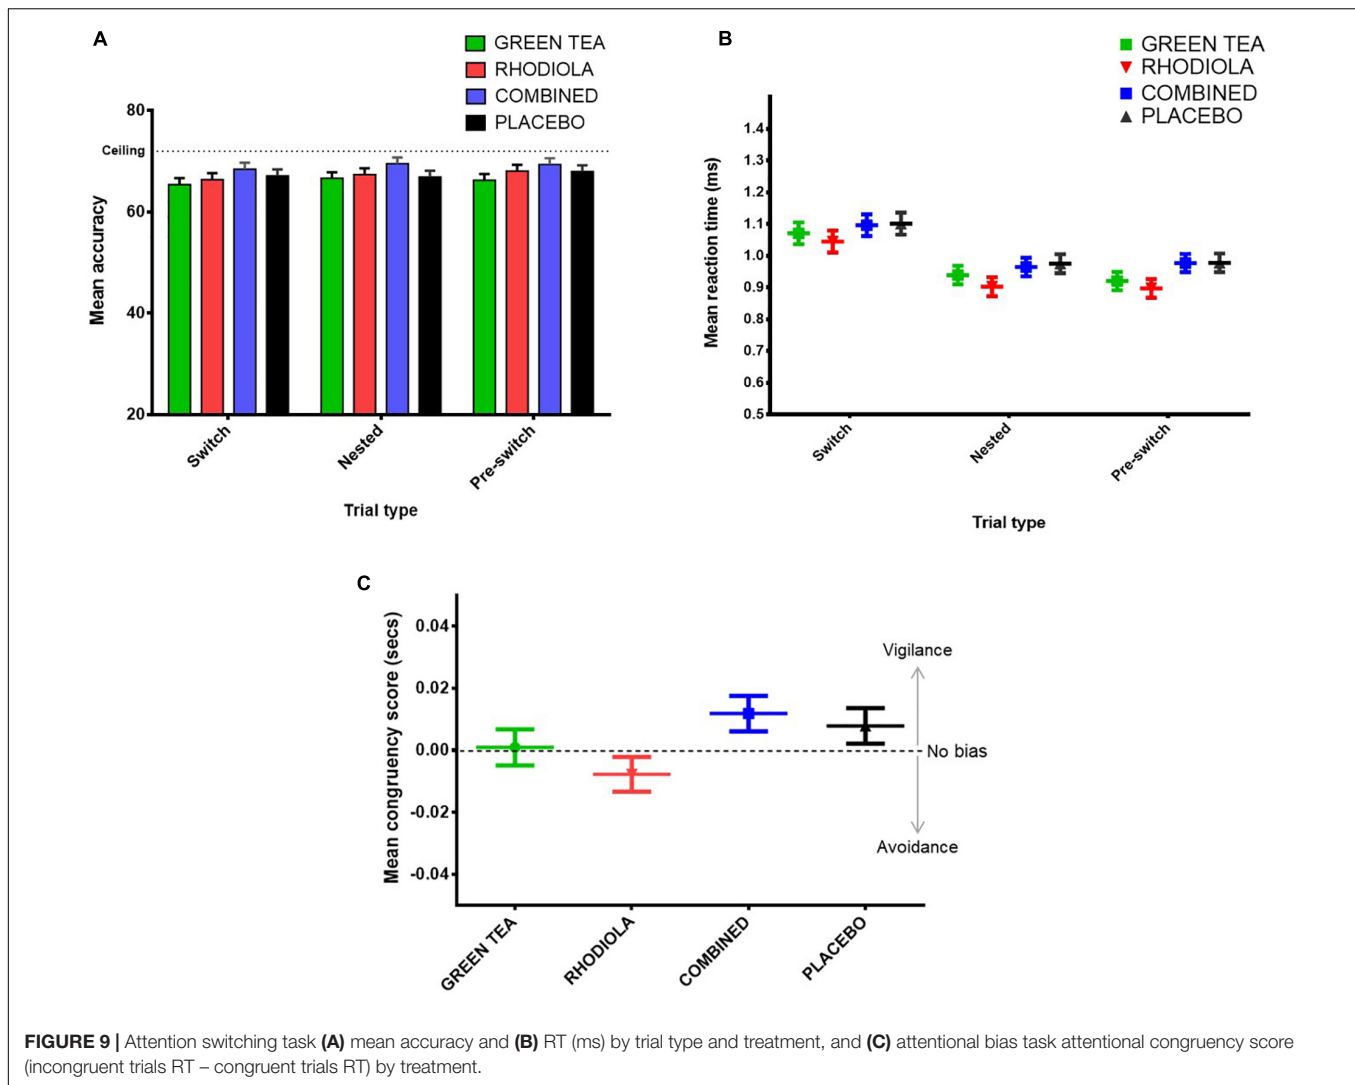 A
GREEN TEA
RHODIOLA
COMBINED
PLACEBO
80
Ceiling
60
40
20
Mean accuracy
Switch
Nested
Pre-switch
Trial type
B
GREEN TEA
RHODIOLA
COMBINED
PLACEBO
1.4
1.3
1.2
1.1
1.0
0.9
0.8
0.7
0.6
0.5
Mean reaction time (ms)
Switch
Nested
Pre-switch
Trial type
C
0.04
0.02
0.00
-0.02
-0.04
Mean congruency score (secs)
Vigilance
No bias
Avoidance
GREEN TEA
RHODIOLA
COMBINED
PLACEBO
FIGURE 9 | Attention switching task (A) mean accuracy and (B) RT (ms) by trial type and treatment, and (C) attentional bias task attentional congruency score
(incongruent trials RT – congruent trials RT) by treatment.